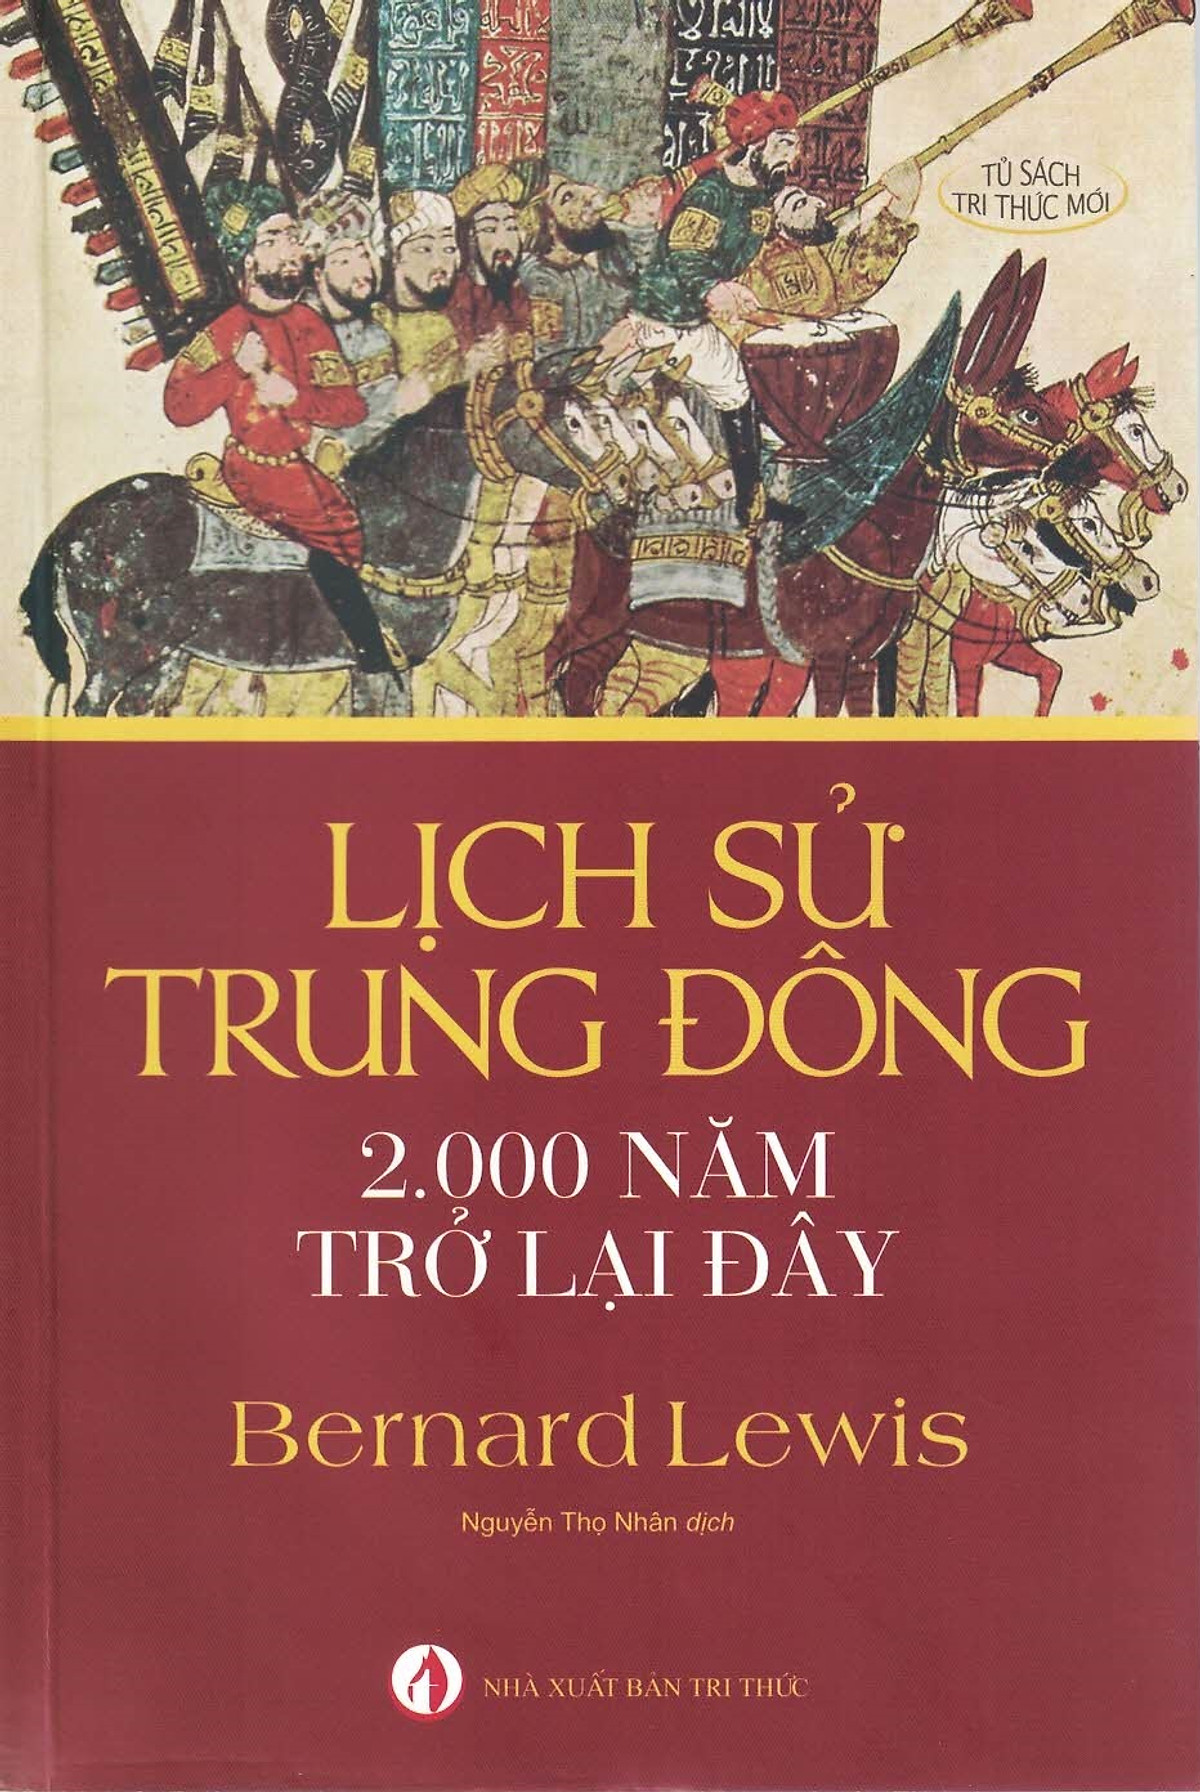 TỦ SÁCH
TRI THỨC MỚI
LỊCH SỬ
TRUNG ĐÔNG
2.000 NĂM
TRỞ LẠI ĐÂY
Bernard Lewis
Nguyễn Thọ Nhân dịch
NHÀ XUẤT BẢN TRI THỨC